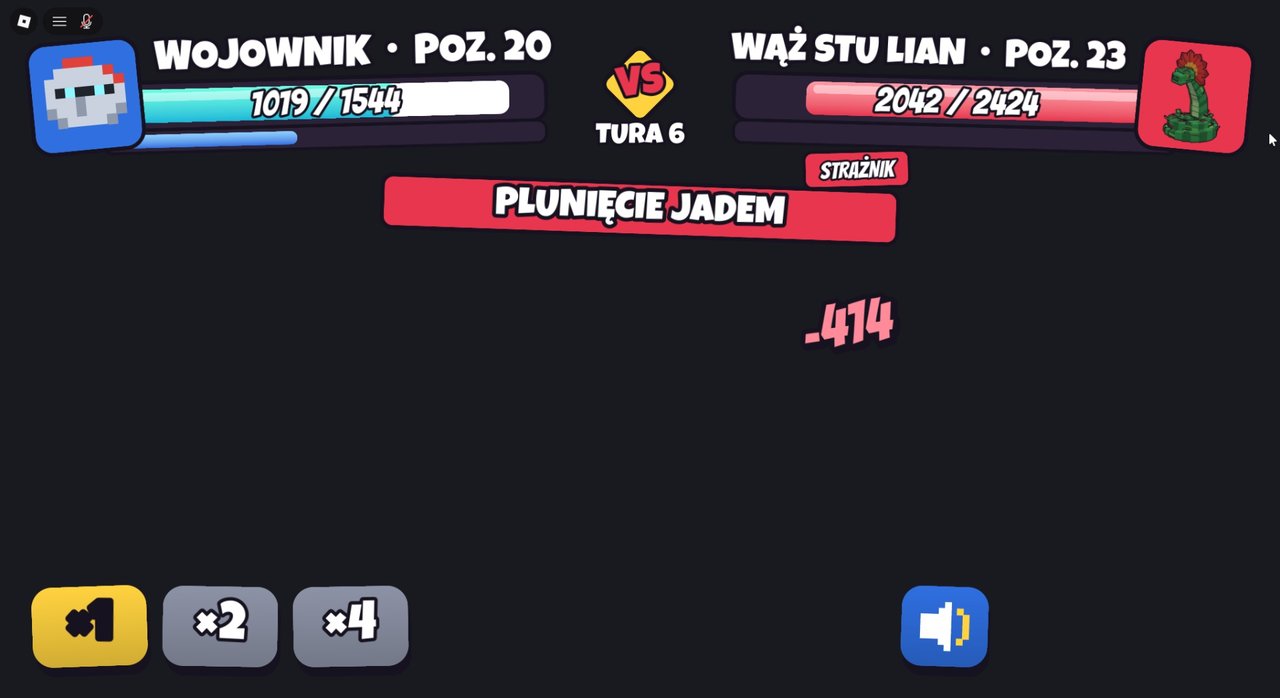 WOJOWNIK • POZ. 20
1019 / 1544
VS
TURA 6
WĄŻ STU LIAN • POZ. 23
2042 / 2424
STRAŻNIK
PLUNIĘCIE JADEM
-414
×1
×2
×4